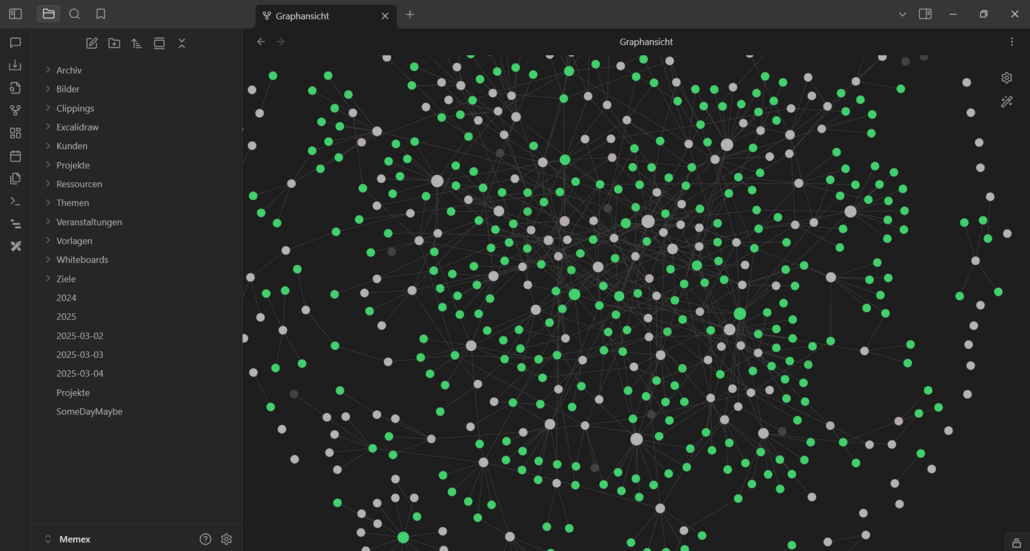 Graphansicht
Graphansicht
Archiv
Bilder
Clippings
Excalidraw
Kunden
Projekte
Ressourcen
Themen
Veranstaltungen
Vorlagen
Whiteboards
Ziele
2024
2025
2025-03-02
2025-03-03
2025-03-04
Projekte
SomeDayMaybe
Memex